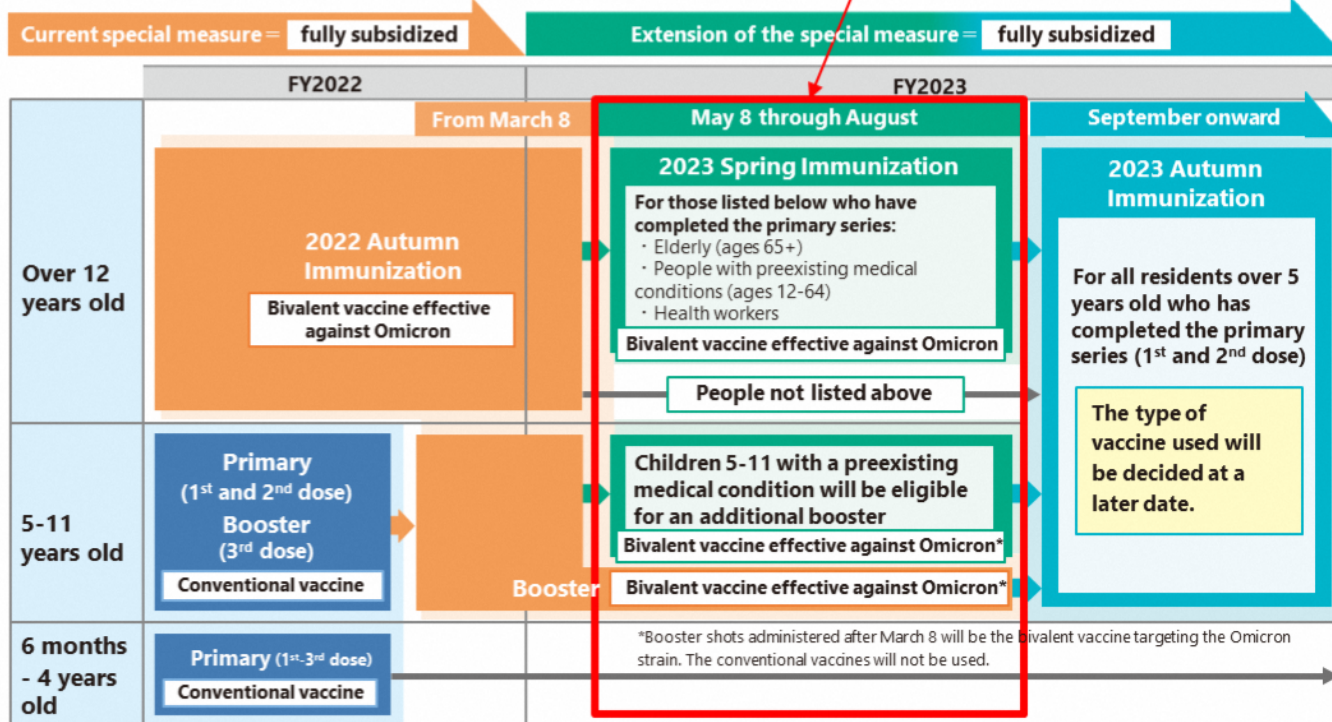 Current special measure = fully subsidized
Extension of the special measure = fully subsidized
FY2022
FY2023
From March 8
May 8 through August
September onward
Over 12
years old
2022 Autumn
Immunization
Bivalent vaccine effective
against Omicron
2023 Spring Immunization
For those listed below who have
completed the primary series:
・Elderly (ages 65+)
・People with preexisting medical
conditions (ages 12-64)
・Health workers
Bivalent vaccine effective against Omicron
People not listed above
2023 Autumn
Immunization
For all residents over 5
years old who has
completed the primary
series (1st and 2nd dose)
The type of
vaccine used will
be decided at a
later date.
5-11
years old
Primary
(1st and 2nd dose)
Booster
(3rd dose)
Conventional vaccine
Children 5-11 with a preexisting
medical condition will be eligible
for an additional booster
Bivalent vaccine effective against Omicron*
Booster
Bivalent vaccine effective against Omicron*
6 months
- 4 years
old
Primary (1st-3rd dose)
Conventional vaccine
*Booster shots administered after March 8 will be the bivalent vaccine targeting the Omicron
strain. The conventional vaccines will not be used.